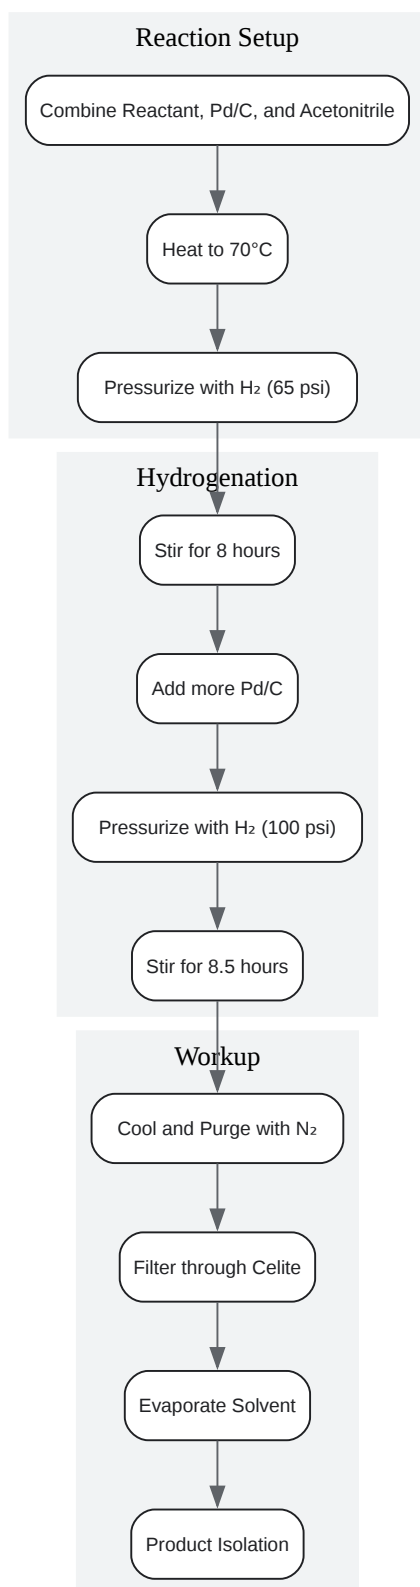 Reaction Setup
Combine Reactant, Pd/C, and Acetonitrile
Heat to 70°C
Pressurize with H₂ (65 psi)
Hydrogenation
Stir for 8 hours
Add more Pd/C
Pressurize with H₂ (100 psi)
Stir for 8.5 hours
Workup
Cool and Purge with N₂
Filter through Celite
Evaporate Solvent
Product Isolation